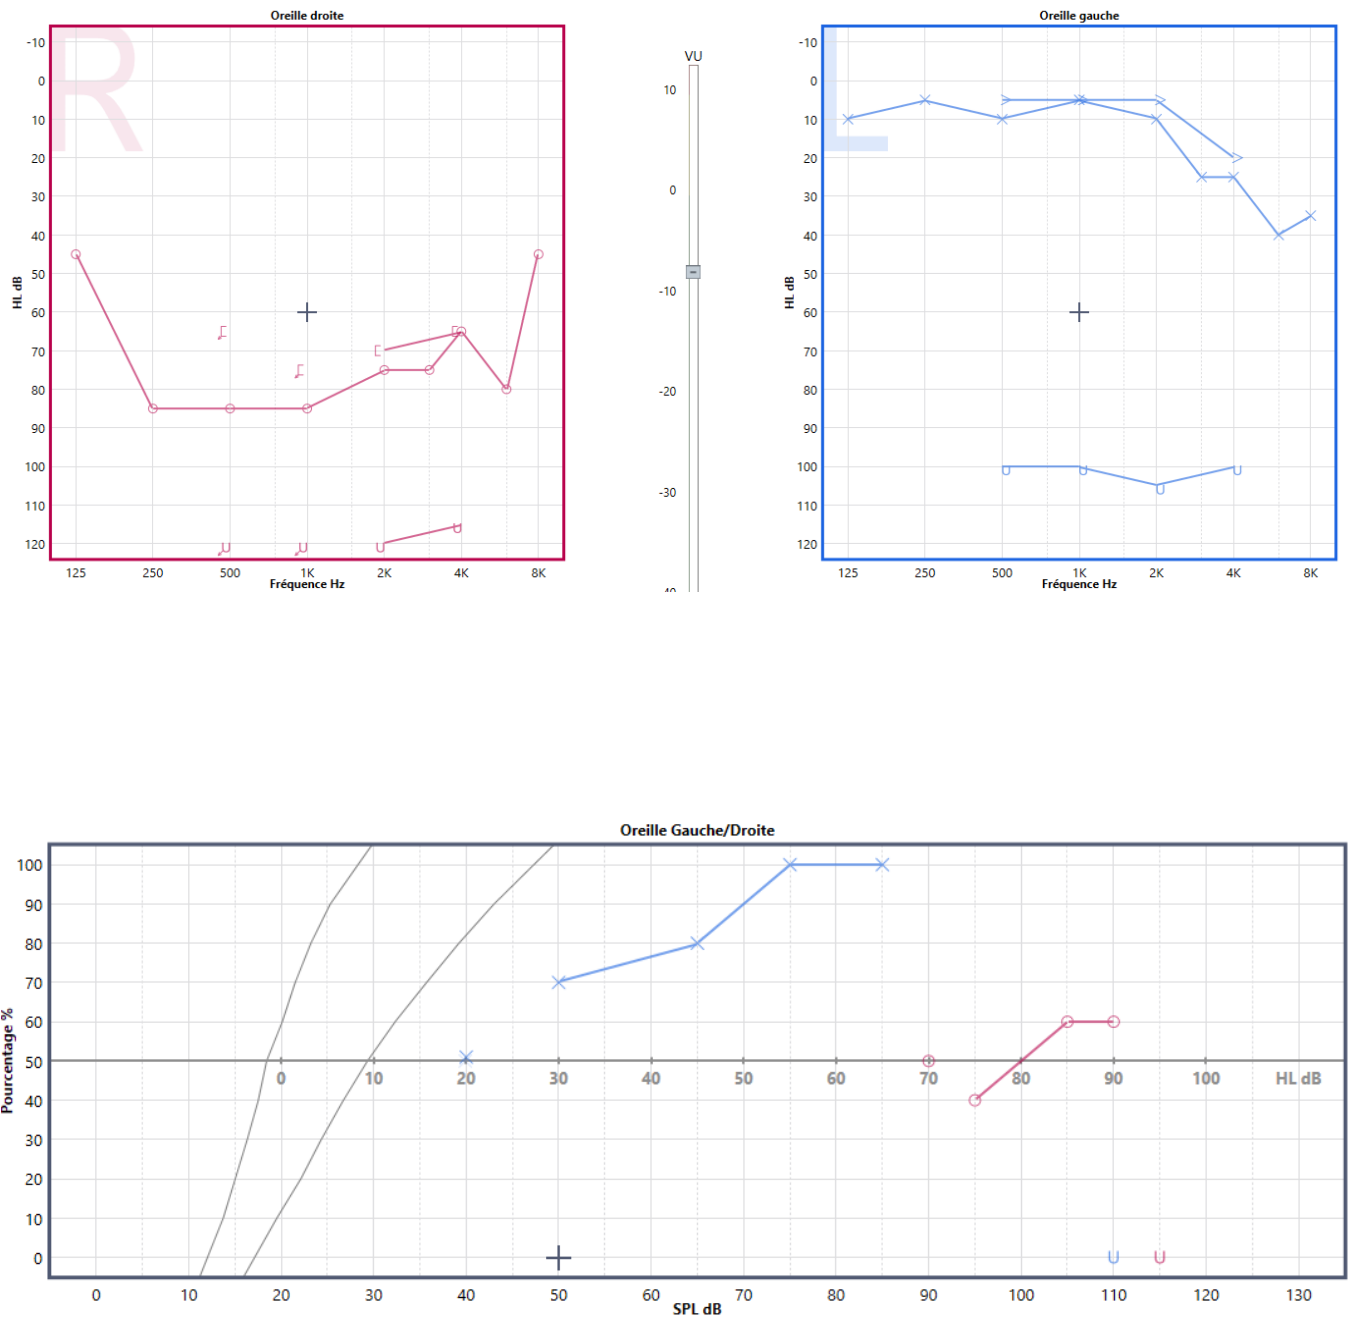 Oreille droite
R
-10
0
10
20
30
40
50
60
70
80
90
100
110
120
HL dB
125 250 500 1K 2K 4K 8K
Fréquence Hz
VU
10
0
-10
-20
-30
Oreille gauche
L
-10
0
10
20
30
40
50
60
70
80
90
100
110
120
HL dB
125 250 500 1K 2K 4K 8K
Fréquence Hz
Oreille Gauche/Droite
100
90
80
70
60
50
40
30
20
10
0
Pourcentage %
0 10 20 30 40 50 60 70 80 90 100 HL dB
U U
0 10 20 30 40 50 60 70 80 90 100 110 120 130
SPL dB